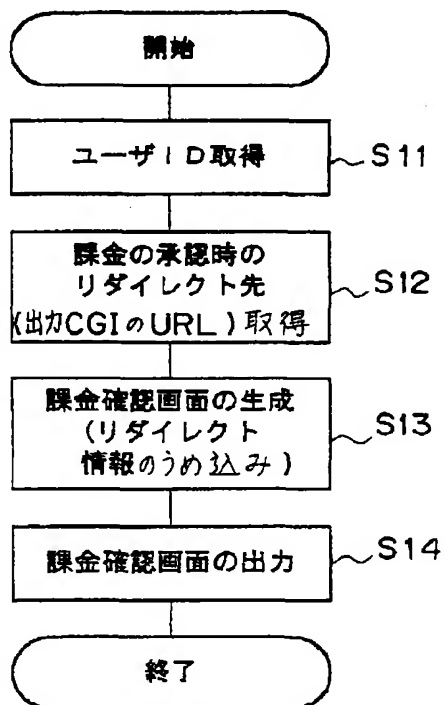 開始
ユーザID取得
S11
課金の承認時の
リダイレクト先
(出力CGIのURL)取得
S12
課金確認画面の生成
(リダイレクト
情報のうめ込み)
S13
課金確認画面の出力
S14
終了